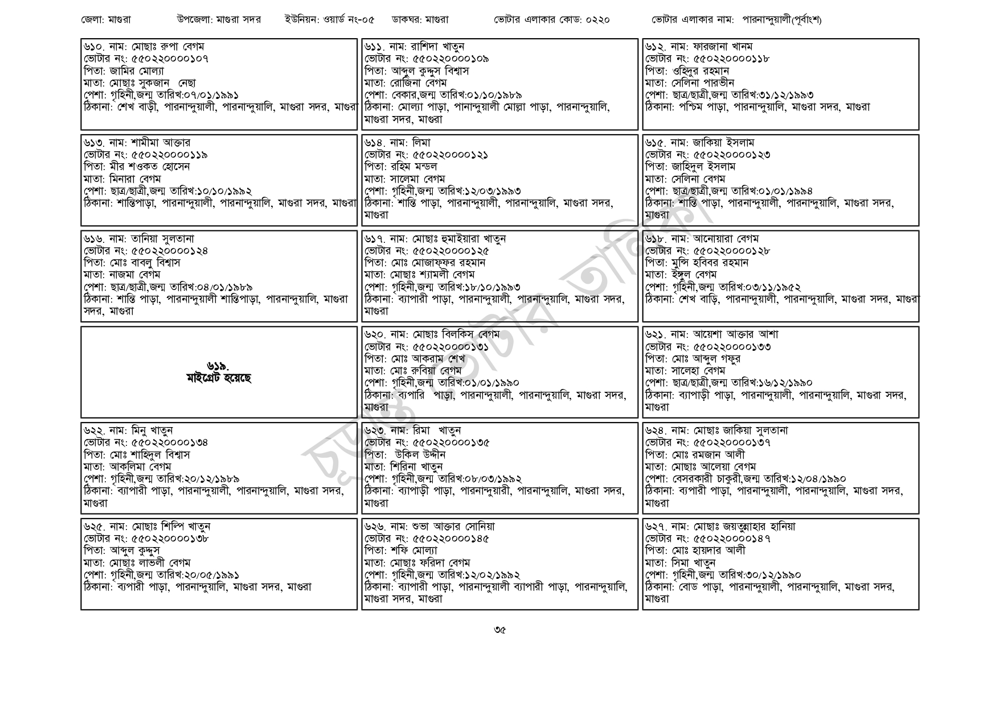 জেলা: মাগুরা উপজেলা: মাগুরা সদর ইউনিয়ন: ওয়ার্ড নং-০৫ ডাকঘর: মাগুরা ভোটার এলাকার কোড: ০২২০ ভোটার এলাকার নাম: পারনান্দুয়ালী(পূর্বাংশ)
৬১০. নাম: মোছাঃ রুপা বেগম
ভোটার নং: ৫৫০২২০০০০১০৭
পিতা: জামির মোল্যা
মাতা: মোছাঃ সুকজান নেছা
পেশা: গৃহিনী,জন্ম তারিখ:০৭/০১/১৯৯১
ঠিকানা: শেখ বাড়ী, পারনান্দুয়ালী, পারনান্দুয়ালি, মাগুরা সদর, মাগুরা
৬১১. নাম: রাশিদা খাতুন
ভোটার নং: ৫৫০২২০০০০১০৯
পিতা: আব্দুল কুদ্দুস বিশ্বাস
মাতা: রোজিনা বেগম
পেশা: বেকার,জন্ম তারিখ:০১/১০/১৯৮৯
ঠিকানা: মোল্যা পাড়া, পানান্দুয়ালী মোল্লা পাড়া, পারনান্দুয়ালি,
মাগুরা সদর, মাগুরা
৬১২. নাম: ফারজানা খানম
ভোটার নং: ৫৫০২২০০০০১১৮
পিতা: ওহিদুর রহমান
মাতা: সেলিনা পারভীন
পেশা: ছাত্র/ছাত্রী,জন্ম তারিখ:৩১/১২/১৯৯৩
ঠিকানা: পশ্চিম পাড়া, পারনান্দুয়ালি, মাগুরা সদর, মাগুরা
৬১৩. নাম: শামীমা আক্তার
ভোটার নং: ৫৫০২২০০০০১১৯
পিতা: মীর শওকত হোসেন
মাতা: মিনারা বেগম
পেশা: ছাত্র/ছাত্রী,জন্ম তারিখ:১০/১০/১৯৯২
ঠিকানা: শান্তিপাড়া, পারনান্দুয়ালী, পারনান্দুয়ালি, মাগুরা সদর, মাগুরা
৬১৪. নাম: লিমা
ভোটার নং: ৫৫০২২০০০০১২১
পিতা: রহিম মন্ডল
মাতা: সালেমা বেগম
পেশা: গৃহিনী,জন্ম তারিখ:১২/০৩/১৯৯৩
ঠিকানা: শান্তি পাড়া, পারনান্দুয়ালী, পারনান্দুয়ালি, মাগুরা সদর,
মাগুরা
৬১৫. নাম: জাকিয়া ইসলাম
ভোটার নং: ৫৫০২২০০০০১২৩
পিতা: জাহিদুল ইসলাম
মাতা: সেলিনা বেগম
পেশা: ছাত্র/ছাত্রী,জন্ম তারিখ:০১/০১/১৯৯৪
ঠিকানা: শান্তি পাড়া, পারনান্দুয়ালী, পারনান্দুয়ালি, মাগুরা সদর,
মাগুরা
৬১৬. নাম: তানিয়া সুলতানা
ভোটার নং: ৫৫০২২০০০০১২৪
পিতা: মোঃ বাবলু বিশ্বাস
মাতা: নাজমা বেগম
পেশা: ছাত্র/ছাত্রী,জন্ম তারিখ:০৪/০১/১৯৮৯
ঠিকানা: শান্তি পাড়া, পারনান্দুয়ালী শান্তিপাড়া, পারনান্দুয়ালি, মাগুরা
সদর, মাগুরা
৬১৭. নাম: মোছাঃ হুমাইয়ারা খাতুন
ভোটার নং: ৫৫০২২০০০০১২৫
পিতা: মোঃ মোজাফ্ফর রহমান
মাতা: মোছাঃ শ্যামলী বেগম
পেশা: গৃহিনী,জন্ম তারিখ:১৮/১০/১৯৯৩
ঠিকানা: ব্যাপারী পাড়া, পারনান্দুয়ালী, পারনান্দুয়ালি, মাগুরা সদর,
মাগুরা
৬১৮. নাম: আনোয়ারা বেগম
ভোটার নং: ৫৫০২২০০০০১২৮
পিতা: মুন্সি হবিবর রহমান
মাতা: ইঙ্গুল বেগম
পেশা: গৃহিনী,জন্ম তারিখ:০৩/১১/১৯৫২
ঠিকানা: শেখ বাড়ি, পারনান্দুয়ালী, পারনান্দুয়ালি, মাগুরা সদর, মাগুরা
৬১৯.
মাইগ্রেট হয়েছে
৬২০. নাম: মোছাঃ বিলকিস বেগম
ভোটার নং: ৫৫০২২০০০০১৩১
পিতা: মোঃ আকরাম শেখ
মাতা: মোঃ রুবিয়া বেগম
পেশা: গৃহিনী,জন্ম তারিখ:০১/০১/১৯৯০
ঠিকানা: ব্যপারি পাড়া, পারনান্দুয়ালী, পারনান্দুয়ালি, মাগুরা সদর,
মাগুরা
৬২১. নাম: আয়েশা আক্তার আশা
ভোটার নং: ৫৫০২২০০০০১৩৩
পিতা: মোঃ আব্দুল গফুর
মাতা: সালেহা বেগম
পেশা: ছাত্র/ছাত্রী,জন্ম তারিখ:১৬/১২/১৯৯০
ঠিকানা: ব্যাপাড়ী পাড়া, পারনান্দুয়ালী, পারনান্দুয়ালি, মাগুরা সদর,
মাগুরা
৬২২. নাম: মিনু খাতুন
ভোটার নং: ৫৫০২২০০০০১৩৪
পিতা: মোঃ শাহিদুল বিশ্বাস
মাতা: আকলিমা বেগম
পেশা: গৃহিনী,জন্ম তারিখ:২০/১২/১৯৮৯
ঠিকানা: ব্যাপারী পাড়া, পারনান্দুয়ালী, পারনান্দুয়ালি, মাগুরা সদর,
মাগুরা
৬২৩. নাম: রিমা খাতুন
ভোটার নং: ৫৫০২২০০০০১৩৫
পিতা: উকিল উদ্দীন
মাতা: শিরিনা খাতুন
পেশা: গৃহিনী,জন্ম তারিখ:০৮/০৩/১৯৯২
ঠিকানা: ব্যাপাড়ী পাড়া, পারনান্দুয়ারী, পারনান্দুয়ালি, মাগুরা সদর,
মাগুরা
৬২৪. নাম: মোছাঃ জাকিয়া সুলতানা
ভোটার নং: ৫৫০২২০০০০১৩৭
পিতা: মোঃ রমজান আলী
মাতা: মোছাঃ আলেয়া বেগম
পেশা: বেসরকারী চাকুরী,জন্ম তারিখ:১২/০৪/১৯৯০
ঠিকানা: ব্যপারী পাড়া, পারনান্দুয়ালী, পারনান্দুয়ালি, মাগুরা সদর,
মাগুরা
৬২৫. নাম: মোছাঃ শিল্পি খাতুন
ভোটার নং: ৫৫০২২০০০০১৩৮
পিতা: আব্দুল কুদ্দুস
মাতা: মোছাঃ লাভলী বেগম
পেশা: গৃহিনী,জন্ম তারিখ:২০/০৫/১৯৯১
ঠিকানা: ব্যপারী পাড়া, পারনান্দুয়ালি, মাগুরা সদর, মাগুরা
৬২৬. নাম: শুভা আক্তার সোনিয়া
ভোটার নং: ৫৫০২২০০০০১৪৫
পিতা: শফি মোল্যা
মাতা: মোছাঃ ফরিদা বেগম
পেশা: গৃহিনী,জন্ম তারিখ:১২/০২/১৯৯২
ঠিকানা: ব্যাপারী পাড়া, পারনান্দুয়ালী ব্যাপারী পাড়া, পারনান্দুয়ালি,
মাগুরা সদর, মাগুরা
৬২৭. নাম: মোছাঃ জয়তুন্নাহার হানিয়া
ভোটার নং: ৫৫০২২০০০০১৪৭
পিতা: মোঃ হায়দার আলী
মাতা: সিমা খাতুন
পেশা: গৃহিনী,জন্ম তারিখ:৩০/১২/১৯৯০
ঠিকানা: বোড পাড়া, পারনান্দুয়ালী, পারনান্দুয়ালি, মাগুরা সদর,
মাগুরা
চূড়ান্ত ভোটার তালিকা
৩৫